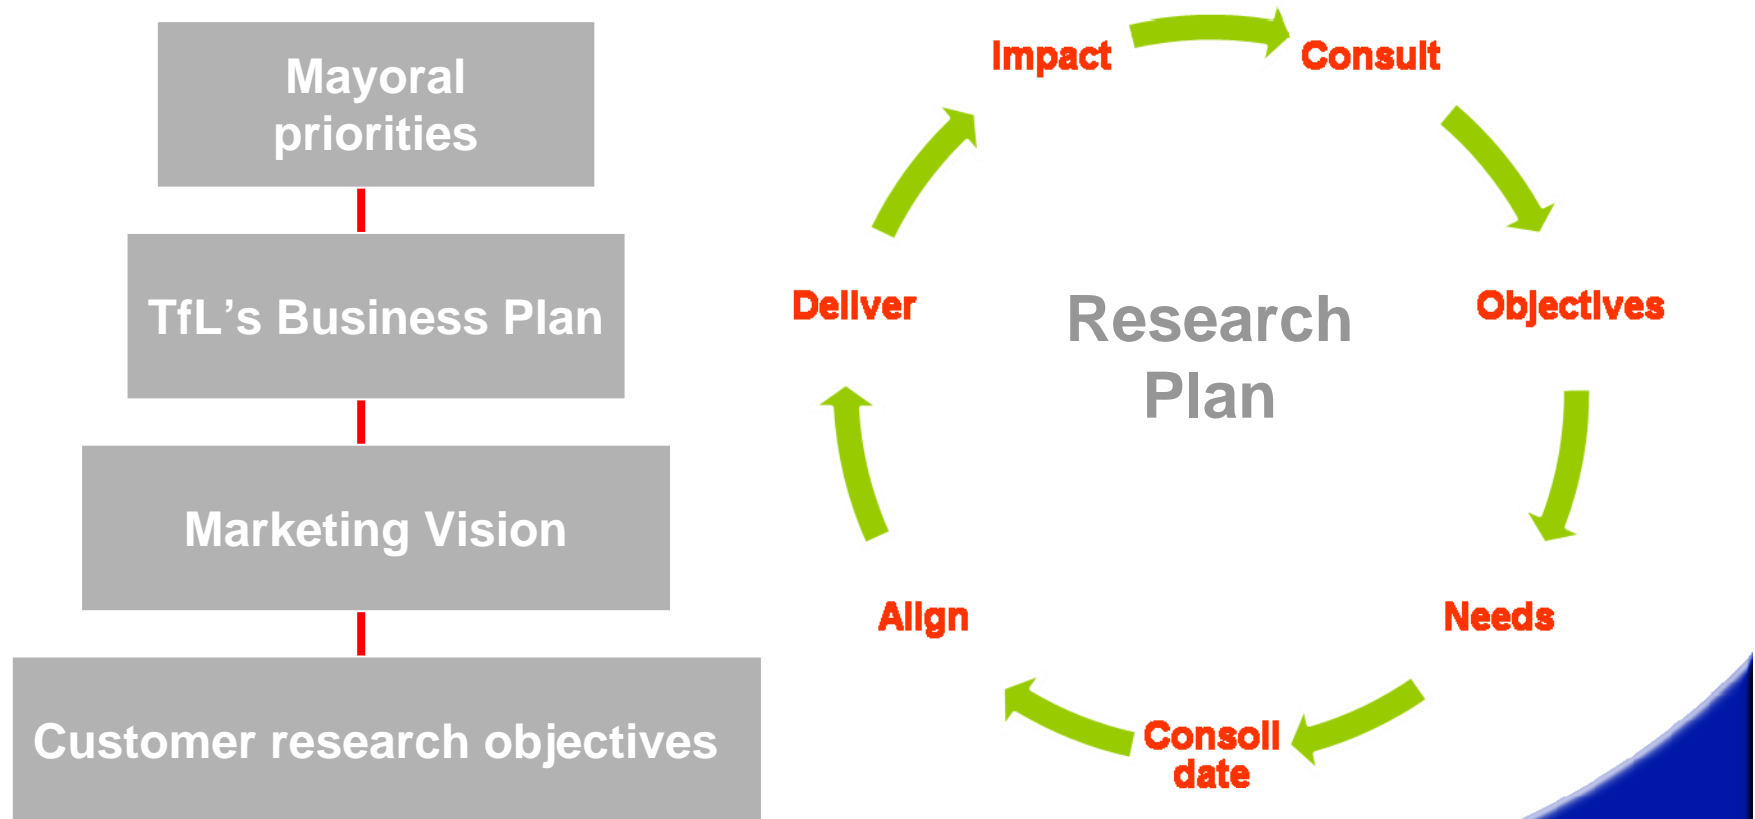 Mayoral
priorities
TfL's Business Plan
Marketing Vision
Customer research objectives
Impact
Consult
Deliver
Objectives
Research
Plan
Align
Needs
Consoli
date